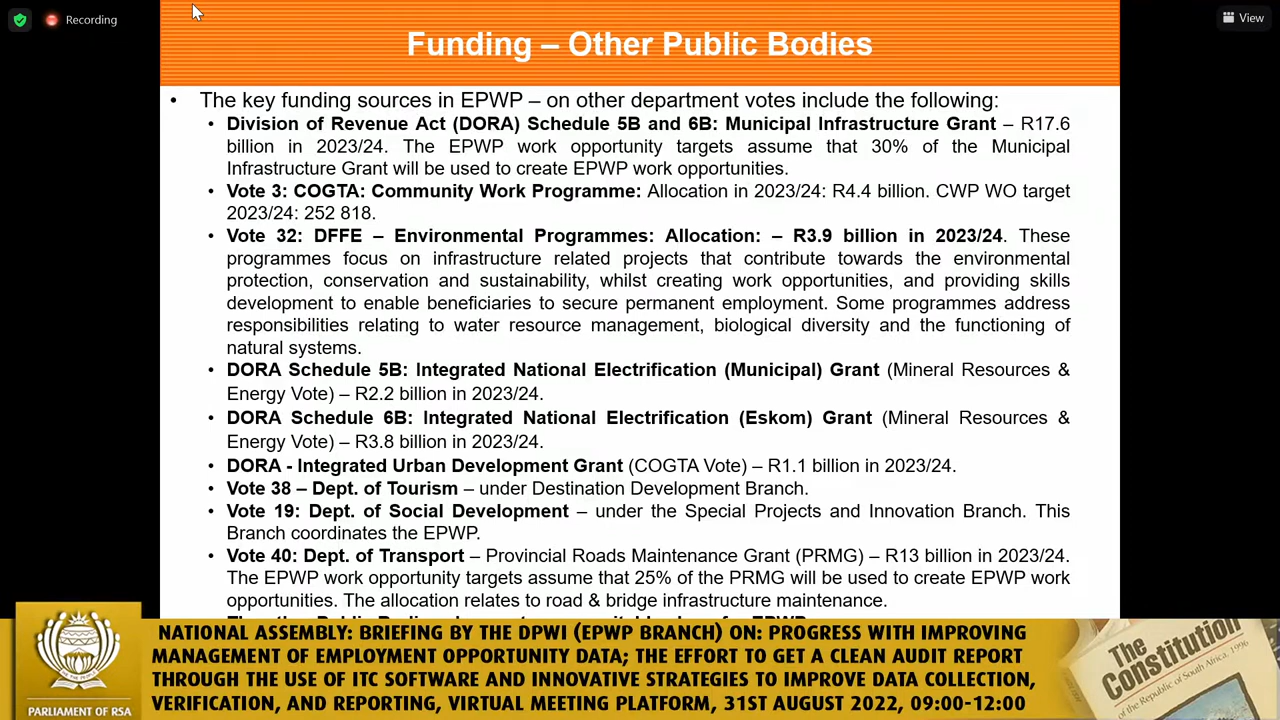 Recording
View
Funding – Other Public Bodies
• The key funding sources in EPWP – on other department votes include the following:
• Division of Revenue Act (DORA) Schedule 5B and 6B: Municipal Infrastructure Grant – R17.6
billion in 2023/24. The EPWP work opportunity targets assume that 30% of the Municipal
Infrastructure Grant will be used to create EPWP work opportunities.
• Vote 3: COGTA: Community Work Programme: Allocation in 2023/24: R4.4 billion. CWP WO target
2023/24: 252 818.
• Vote 32: DFFE – Environmental Programmes: Allocation: – R3.9 billion in 2023/24. These
programmes focus on infrastructure related projects that contribute towards the environmental
protection, conservation and sustainability, whilst creating work opportunities, and providing skills
development to enable beneficiaries to secure permanent employment. Some programmes address
responsibilities relating to water resource management, biological diversity and the functioning of
natural systems.
• DORA Schedule 5B: Integrated National Electrification (Municipal) Grant (Mineral Resources &
Energy Vote) – R2.2 billion in 2023/24.
• DORA Schedule 6B: Integrated National Electrification (Eskom) Grant (Mineral Resources &
Energy Vote) – R3.8 billion in 2023/24.
• DORA - Integrated Urban Development Grant (COGTA Vote) – R1.1 billion in 2023/24.
• Vote 38 – Dept. of Tourism – under Destination Development Branch.
• Vote 19: Dept. of Social Development – under the Special Projects and Innovation Branch. This
Branch coordinates the EPWP.
• Vote 40: Dept. of Transport – Provincial Roads Maintenance Grant (PRMG) – R13 billion in 2023/24.
The EPWP work opportunity targets assume that 25% of the PRMG will be used to create EPWP work
opportunities. The allocation relates to road & bridge infrastructure maintenance.
NATIONAL ASSEMBLY: BRIEFING BY THE DPWI (EPWP BRANCH) ON: PROGRESS WITH IMPROVING
MANAGEMENT OF EMPLOYMENT OPPORTUNITY DATA; THE EFFORT TO GET A CLEAN AUDIT REPORT
THROUGH THE USE OF ITC SOFTWARE AND INNOVATIVE STRATEGIES TO IMPROVE DATA COLLECTION,
VERIFICATION, AND REPORTING, VIRTUAL MEETING PLATFORM, 31ST AUGUST 2022, 09:00-12:00
PARLIAMENT OF RSA
The
Constitution
of the Republic of South Africa, 1996